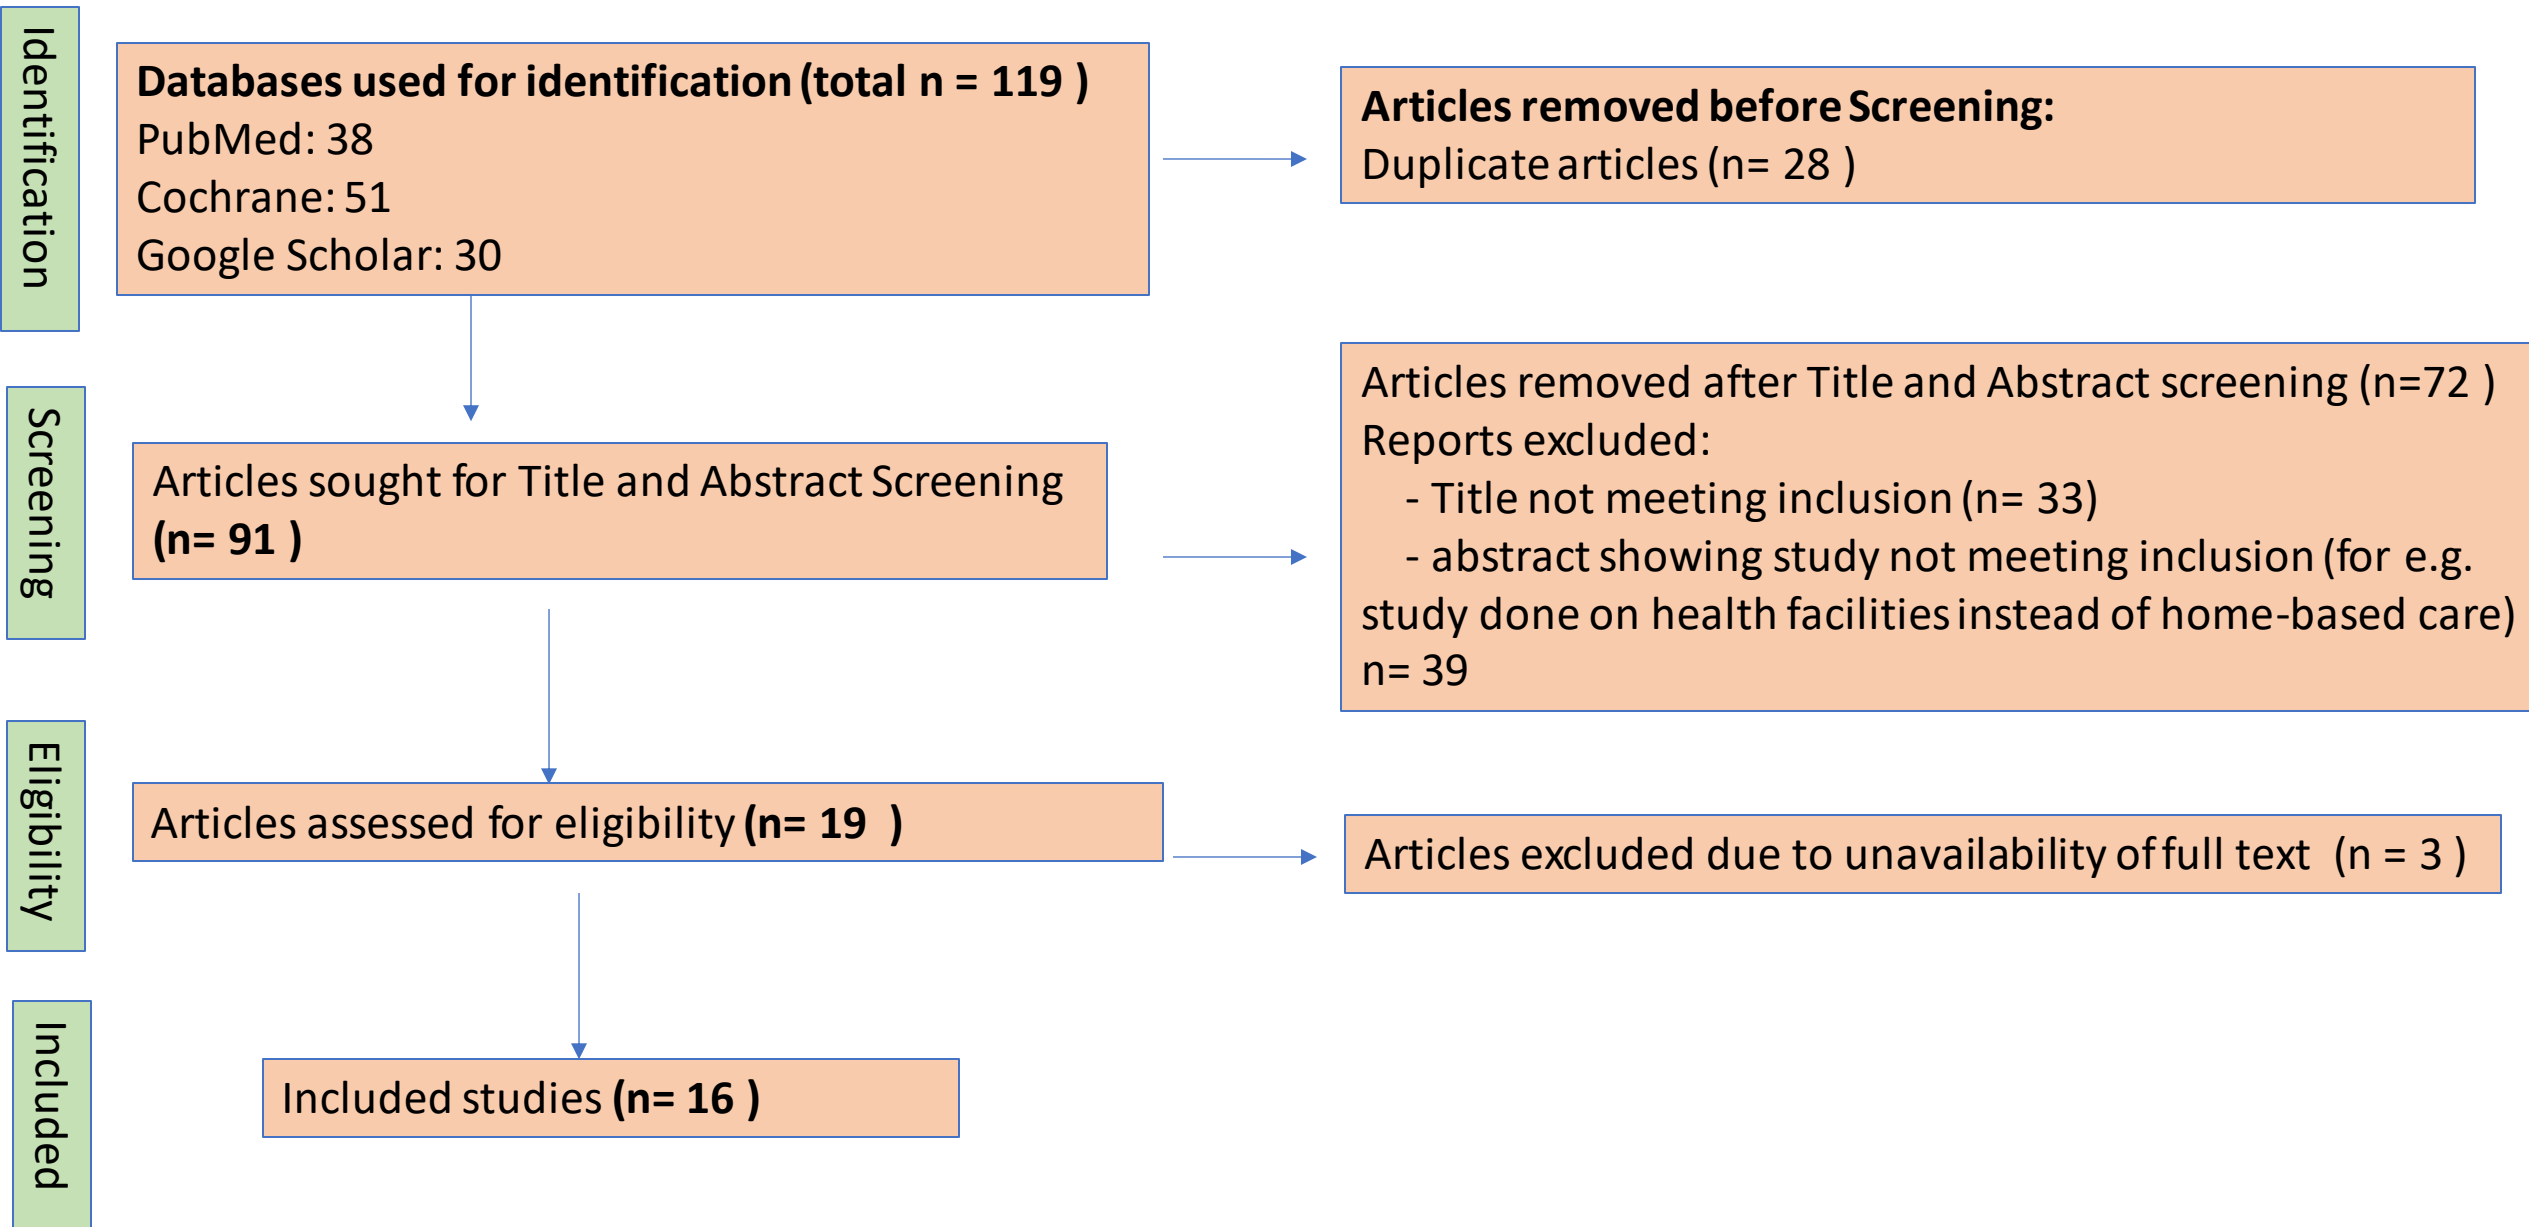 Identification
Databases used for identification (total n = 119 )
PubMed: 38
Cochrane: 51
Google Scholar: 30
Articles removed before Screening:
Duplicate articles (n= 28 )
Screening
Articles sought for Title and Abstract Screening
(n= 91 )
Articles removed after Title and Abstract screening (n=72 )
Reports excluded:
- Title not meeting inclusion (n= 33)
- abstract showing study not meeting inclusion (for e.g.
study done on health facilities instead of home-based care)
n= 39
Eligibility
Articles assessed for eligibility (n= 19 )
Articles excluded due to unavailability of full text (n = 3 )
Included
Included studies (n= 16 )